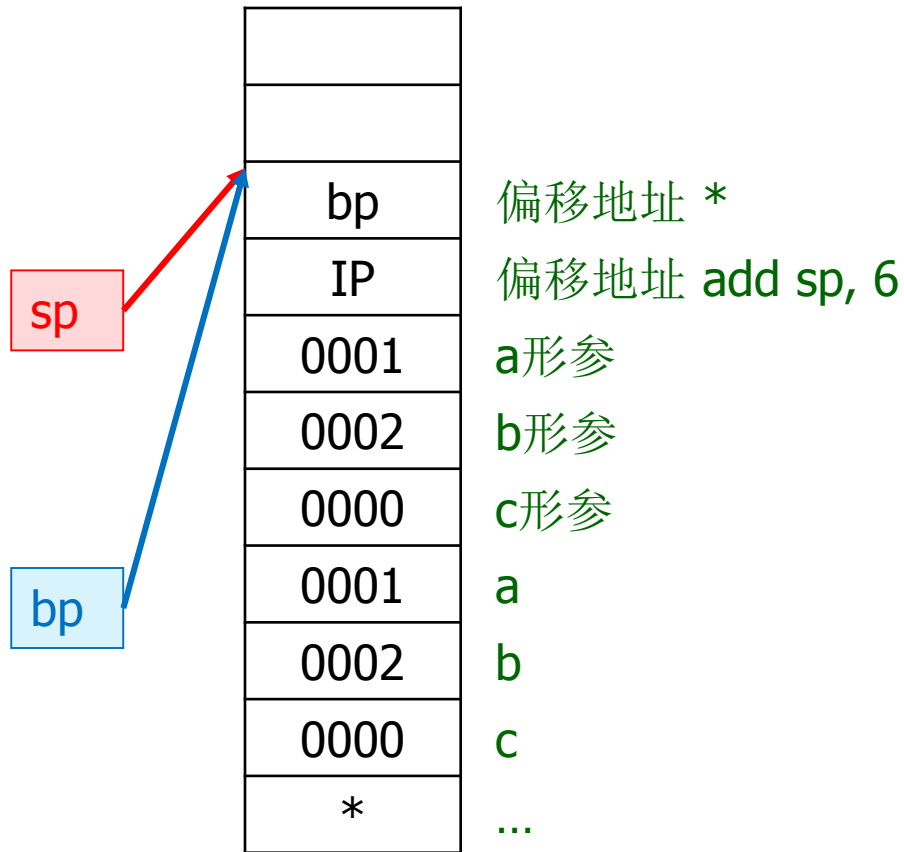 bp 偏移地址 *
IP 偏移地址 add sp, 6
sp
0001 a形参
0002 b形参
0000 c形参
0001 a
bp
0002 b
0000 c
* …